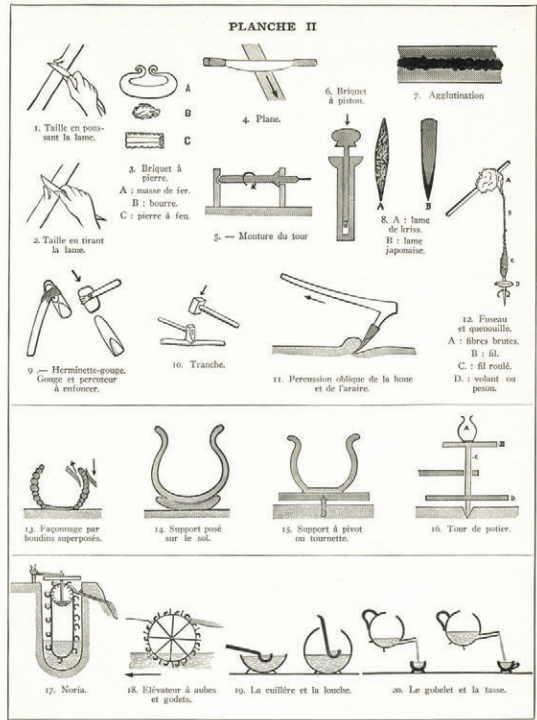 PLANCHE II
1. Taille en pous-
sant la lame.
A
B
C
3. Briquet à
pierre.
A : masse de fer.
B : bourre.
C : pierre à feu.
2. Taille en tirant
la lame.
4. Plane.
5. — Monture du tour
6. Briquet
à piston.
7. Agglutination
A
B
8. A : lame
de kriss.
B : lame
japonaise.
A
B
C
D
12. Fuseau
et quenouille.
A : fibres brutes.
B : fil.
C. : fil roulé.
D. : volant ou
peson.
9 .— Herminette-gouge.
Gouge et percuteur
à enfoncer.
10. Tranche.
11. Percussion oblique de la houe
et de l'araire.
13. Façonnage par
boudins superposés.
14. Support posé
sur le sol.
15. Support à pivot
ou tournette.
A
B
C
D
16. Tour de potier.
17. Noria.
18. Elévateur à aubes
et godets.
19. La cuillère et la louche.
20. Le gobelet et la tasse.